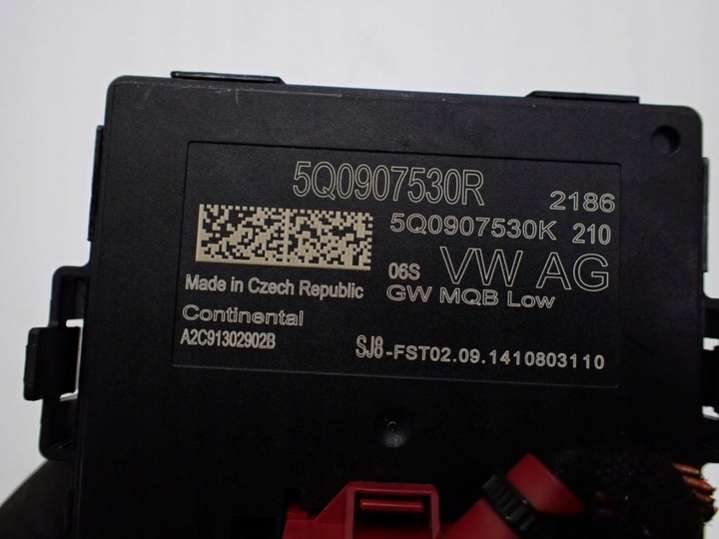 5Q0907530R
2186
5Q0907530K 210
06S VW AG
Made in Czech Republic
GW MQB Low
Continental
A2C91302902B
SJ8-FST02.09.1410803110